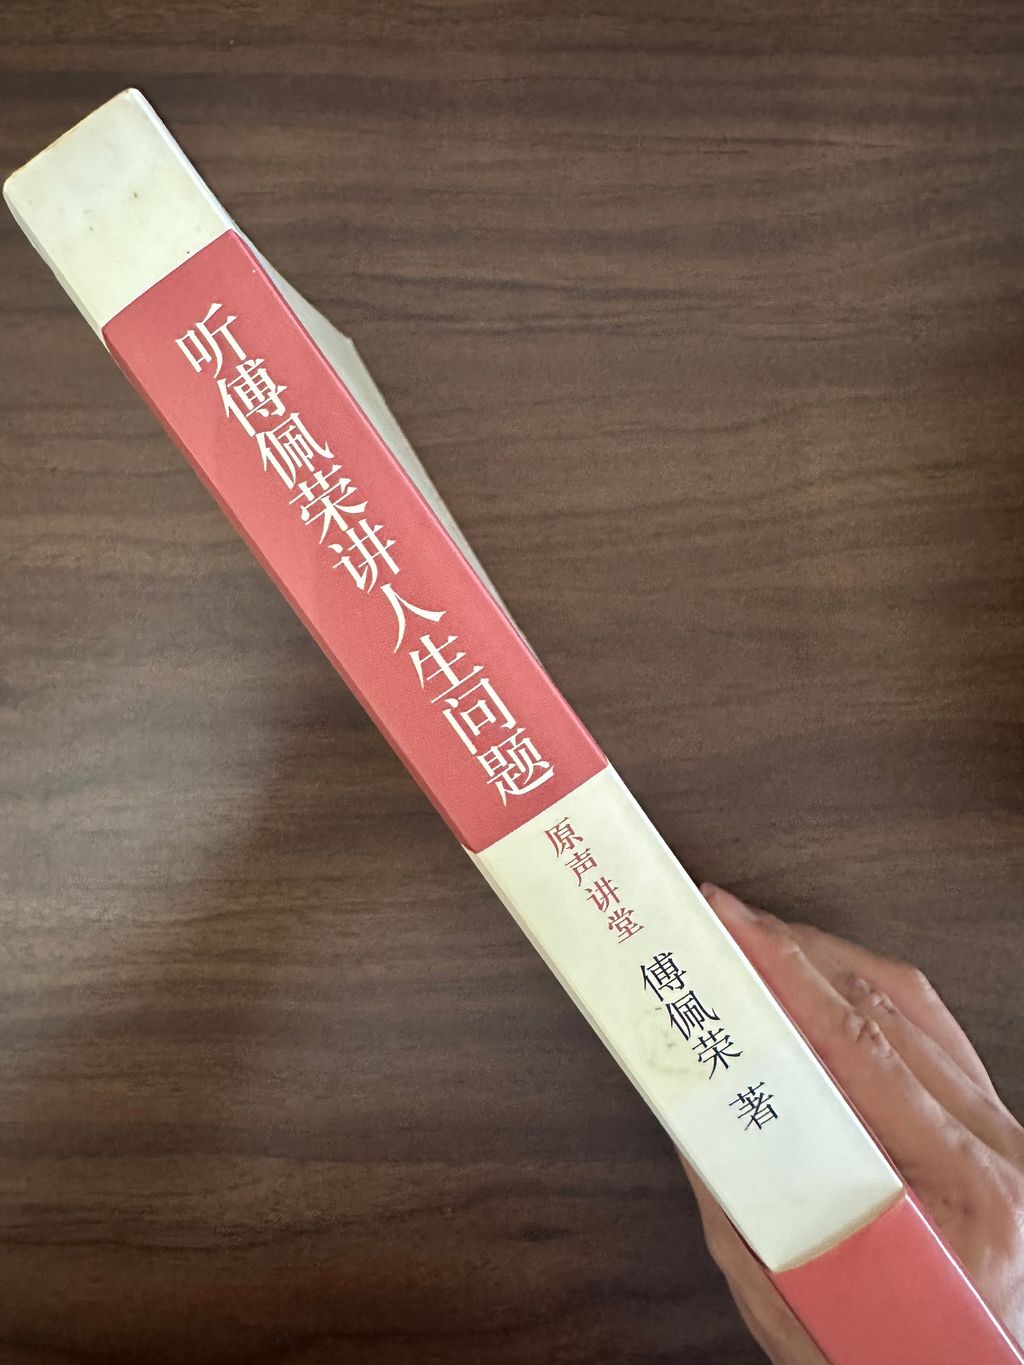 听傅佩荣讲人生问题
原声讲堂
傅佩荣 著